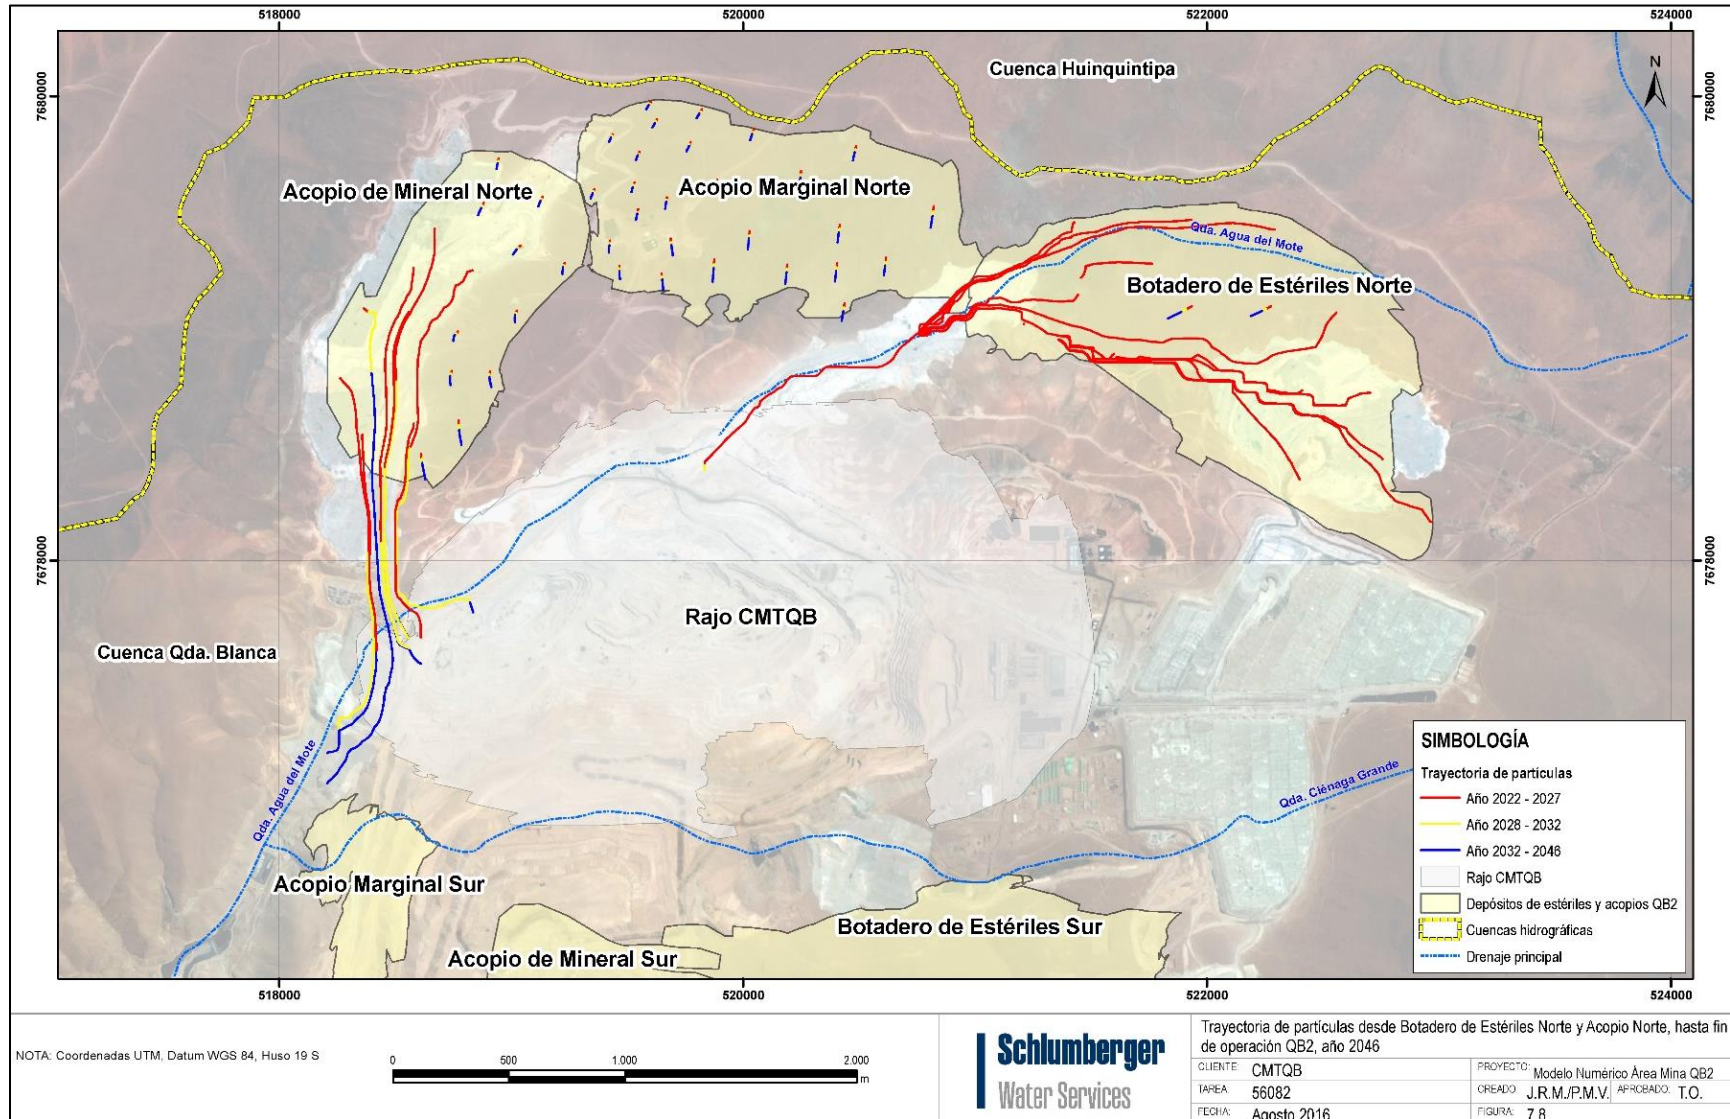 518000
520000
522000
524000
7680000
7680000
Cuenca Huinquintipa
N
Acopio de Mineral Norte
Acopio Marginal Norte
Qda. Agua del Mote
Botadero de Estériles Norte
7678000
7678000
Rajo CMTQB
Cuenca Qda. Blanca
Qda. Agua del Mote
Qda. Ciénaga Grande
Acopio Marginal Sur
Botadero de Estériles Sur
Acopio de Mineral Sur
SIMBOLOGÍA
Trayectoria de partículas
Año 2022 - 2027
Año 2028 - 2032
Año 2032 - 2046
Rajo CMTQB
Depósitos de estériles y acopios QB2
Cuencas hidrográficas
Drenaje principal
518000
520000
522000
524000
NOTA: Coordenadas UTM, Datum WGS 84, Huso 19 S
0 500 1.000 2.000
m
Schlumberger
Water Services
Trayectoria de partículas desde Botadero de Estériles Norte y Acopio Norte, hasta fin
de operación QB2, año 2046
CLIENTE: CMTQB
PROYECTO: Modelo Numérico Área Mina QB2
TAREA: 56082
CREADO: J.R.M./P.M.V. APROBADO: T.O.
FECHA: Agosto 2016
FIGURA: 7.8